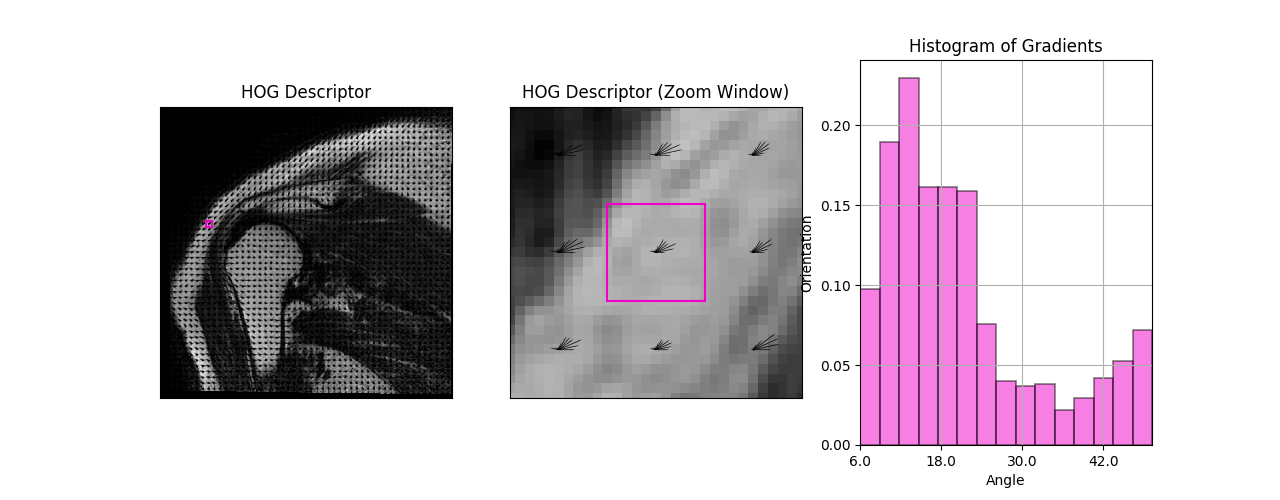 HOG Descriptor
HOG Descriptor (Zoom Window)
Histogram of Gradients
Orientation
0.20
0.15
0.10
0.05
0.00
6.0 18.0 30.0 42.0
Angle